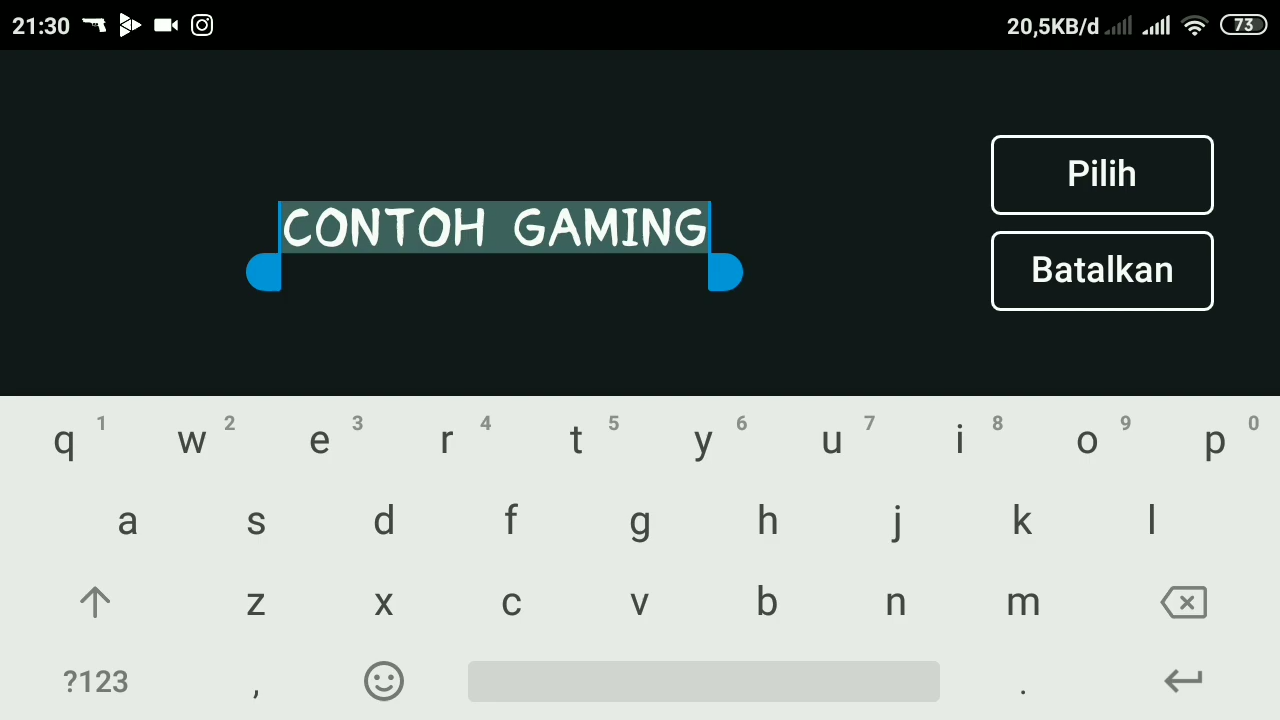 21:30 20,5KB/d 73
Pilih
CONTOH GAMING
Batalkan
q 1 w 2 e 3 r 4 t 5 y 6 u 7 i 8 o 9 p 0
a s d f g h j k l
z x c v b n m
?123 , .